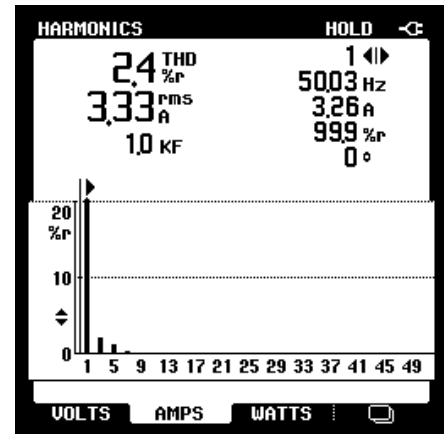 HARMONICS HOLD
2.4 THD %r
3.33 rms A
1.0 KF
1
50.03 Hz
3.26 A
99.9 %r
0 °
20
%r
10
0
1 5 9 13 17 21 25 29 33 37 41 45 49
VOLTS AMPS WATTS